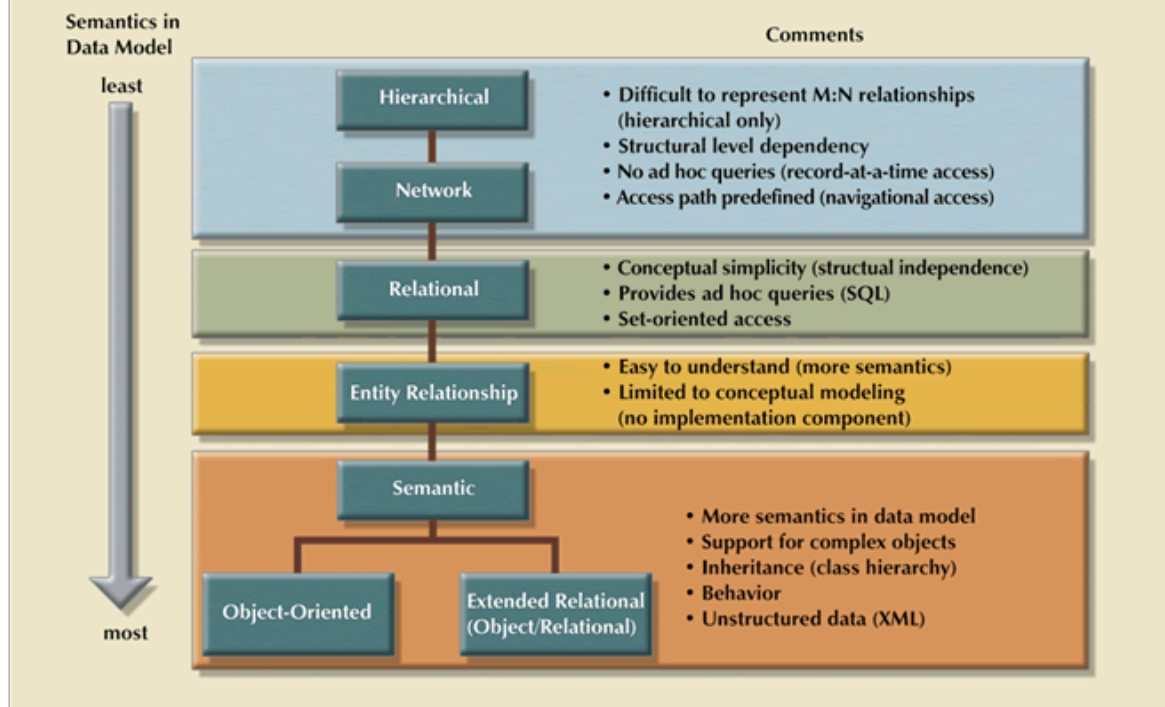 Semantics in
Data Model
Comments
least
Hierarchical
• Difficult to represent M:N relationships
(hierarchical only)
• Structural level dependency
• No ad hoc queries (record-at-a-time access)
• Access path predefined (navigational access)
Network
Relational
• Conceptual simplicity (structual independence)
• Provides ad hoc queries (SQL)
• Set-oriented access
Entity Relationship
• Easy to understand (more semantics)
• Limited to conceptual modeling
(no implementation component)
Semantic
• More semantics in data model
• Support for complex objects
• Inheritance (class hierarchy)
• Behavior
• Unstructured data (XML)
Object-Oriented
Extended Relational
(Object/Relational)
most